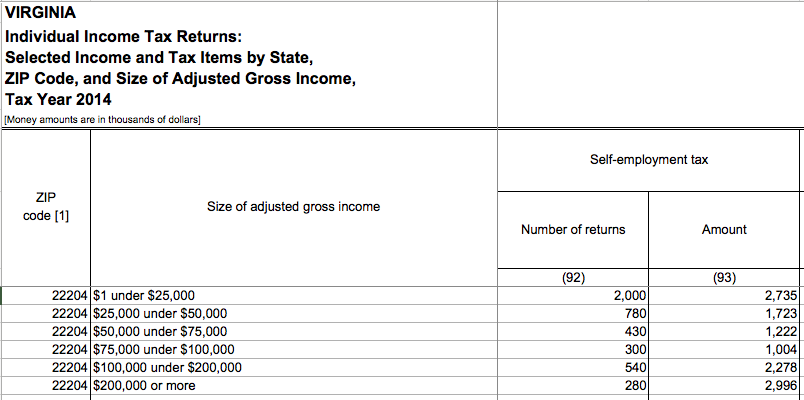 VIRGINIA
Individual Income Tax Returns:
Selected Income and Tax Items by State,
ZIP Code, and Size of Adjusted Gross Income,
Tax Year 2014
[Money amounts are in thousands of dollars]
ZIP
code [1]
Size of adjusted gross income
Self-employment tax
Number of returns Amount
(92) (93)
22204 $1 under $25,000 2,000 2,735
22204 $25,000 under $50,000 780 1,723
22204 $50,000 under $75,000 430 1,222
22204 $75,000 under $100,000 300 1,004
22204 $100,000 under $200,000 540 2,278
22204 $200,000 or more 280 2,996